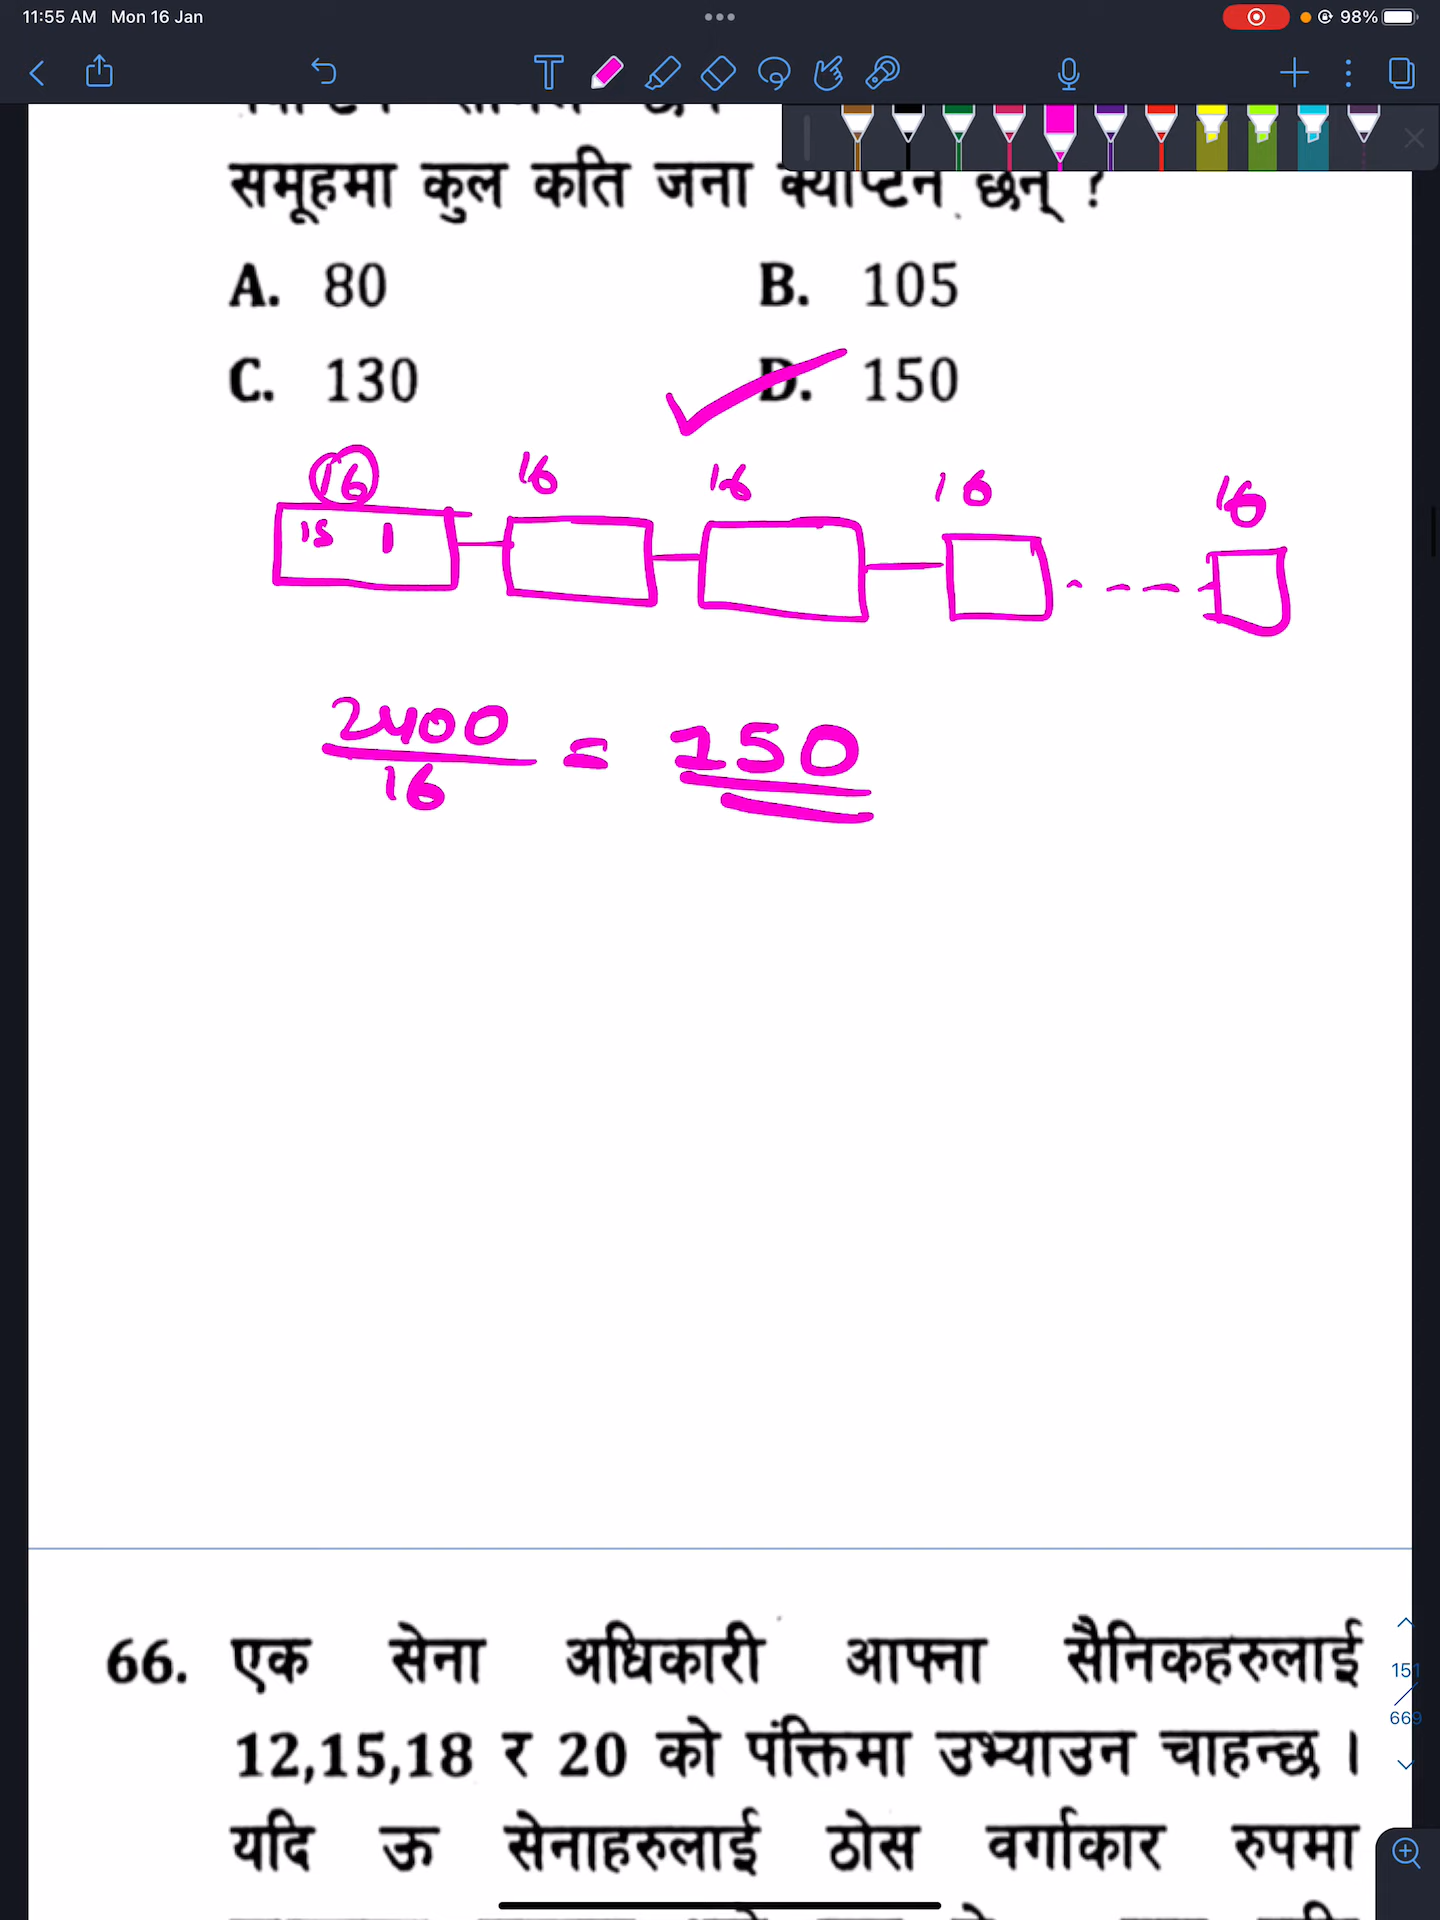 11:55 AM Mon 16 Jan
98%
समूहमा कुल कति जना क्याप्टेन छन् ?
A. 80 B. 105
C. 130 D. 150
16 16 16 16 16
15 1
2400
16
= 150
66. एक सेना अधिकारी आफ्ना सैनिकहरुलाई
12,15,18 र 20 को पंक्तिमा उभ्याउन चाहन्छ ।
यदि ऊ सेनाहरुलाई ठोस वर्गाकार रुपमा
151
669